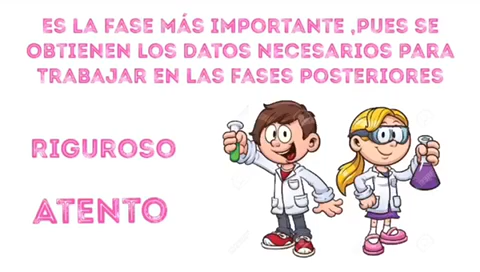 ES LA FASE MÁS IMPORTANTE ,PUES SE
OBTIENEN LOS DATOS NECESARIOS PARA
TRABAJAR EN LAS FASES POSTERIORES
RIGUROSO
ATENTO